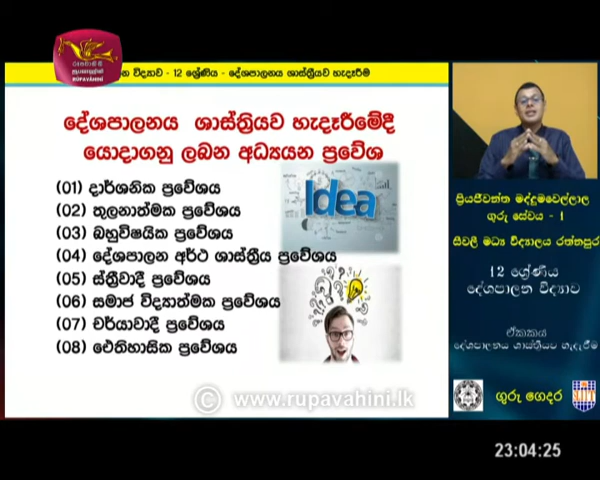 රූපවාහිනී
RUPAVAHINI
න විද්‍යාව - 12 ශ්‍රේණිය - දේශපාලනය ශාස්ත්‍රීයව හැදෑරීම
දේශපාලනය ශාස්ත්‍රියව හැදෑරීමේදී
යොදාගනු ලබන අධ්‍යයන ප්‍රවේශ
(01) දාර්ශනික ප්‍රවේශය
(02) තුලනාත්මක ප්‍රවේශය
(03) බහුවිෂයික ප්‍රවේශය
(04) දේශපාලන අර්ථ ශාස්ත්‍රීය ප්‍රවේශය
(05) ස්ත්‍රීවාදී ප්‍රවේශය
(06) සමාජ විද්‍යාත්මක ප්‍රවේශය
(07) චර්යාවාදී ප්‍රවේශය
(08) ඓතිහාසික ප්‍රවේශය
Idea
© www.rupavahini.lk
ප්‍රියජීවන්ත මද්දුමවෙල්ලාල
ගුරු සේවය - 1
සීවලී මධ්‍ය විද්‍යාලය රත්නපුර
12 ශ්‍රේණිය
දේශපාලන විද්‍යාව
ඒකකය
දේශපාලනය ශාස්ත්‍රීයව හැදෑරීම
ගුරු ගෙදර
23:04:25